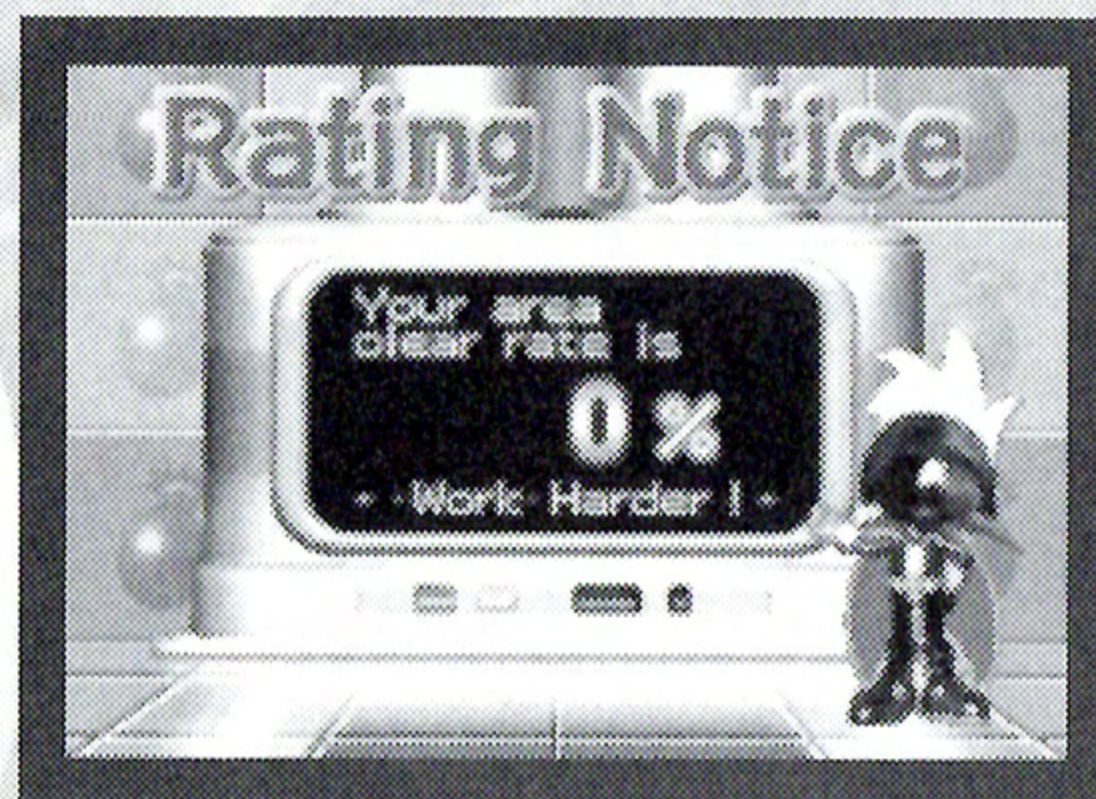 Rating Notice
Your area
clear rate is
0 %
- -Work Harder ! -